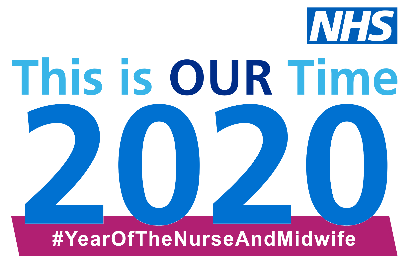 NHS
This is OUR Time
2020
#YearOfTheNurseAndMidwife